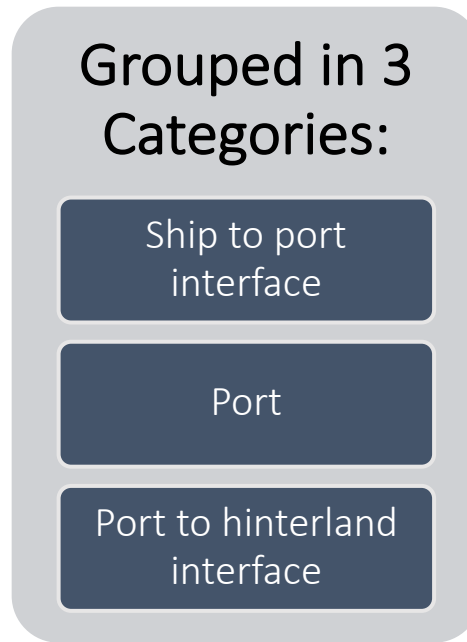 Grouped in 3
Categories:
Ship to port
interface
Port
Port to hinterland
interface